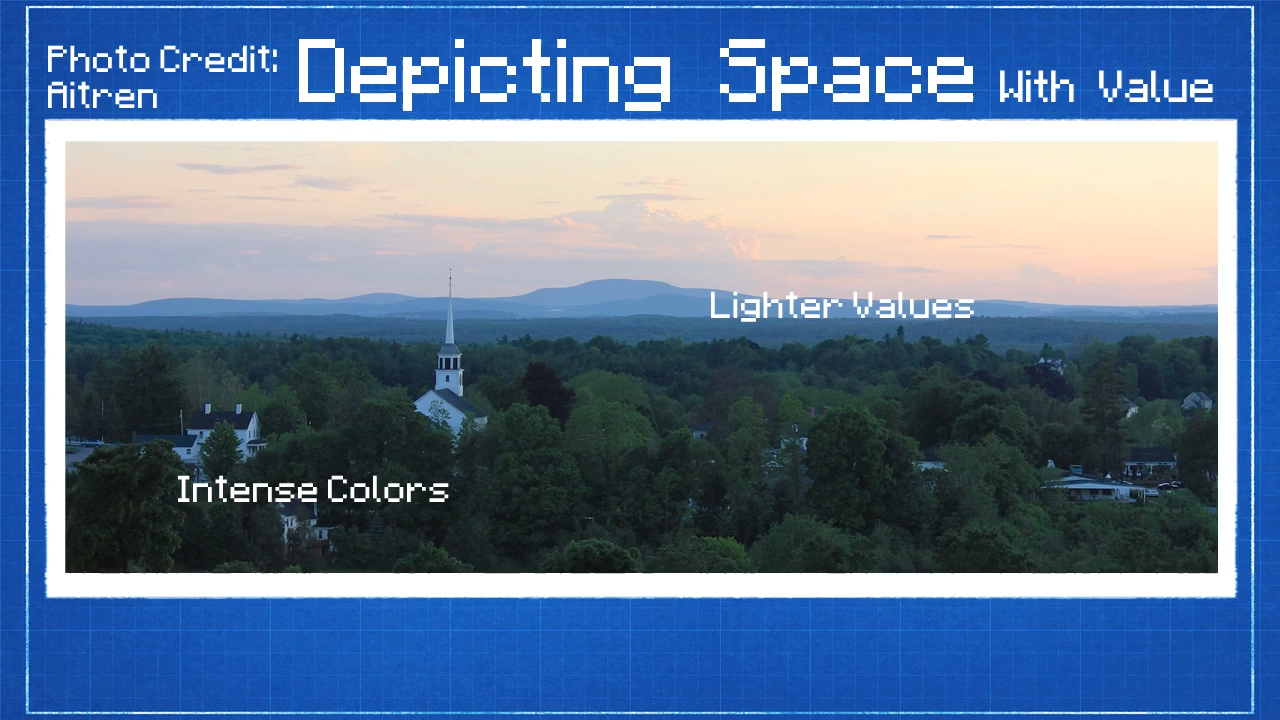 Photo Credit:
Aitren
Depicting Space With Value
Lighter Values
Intense Colors